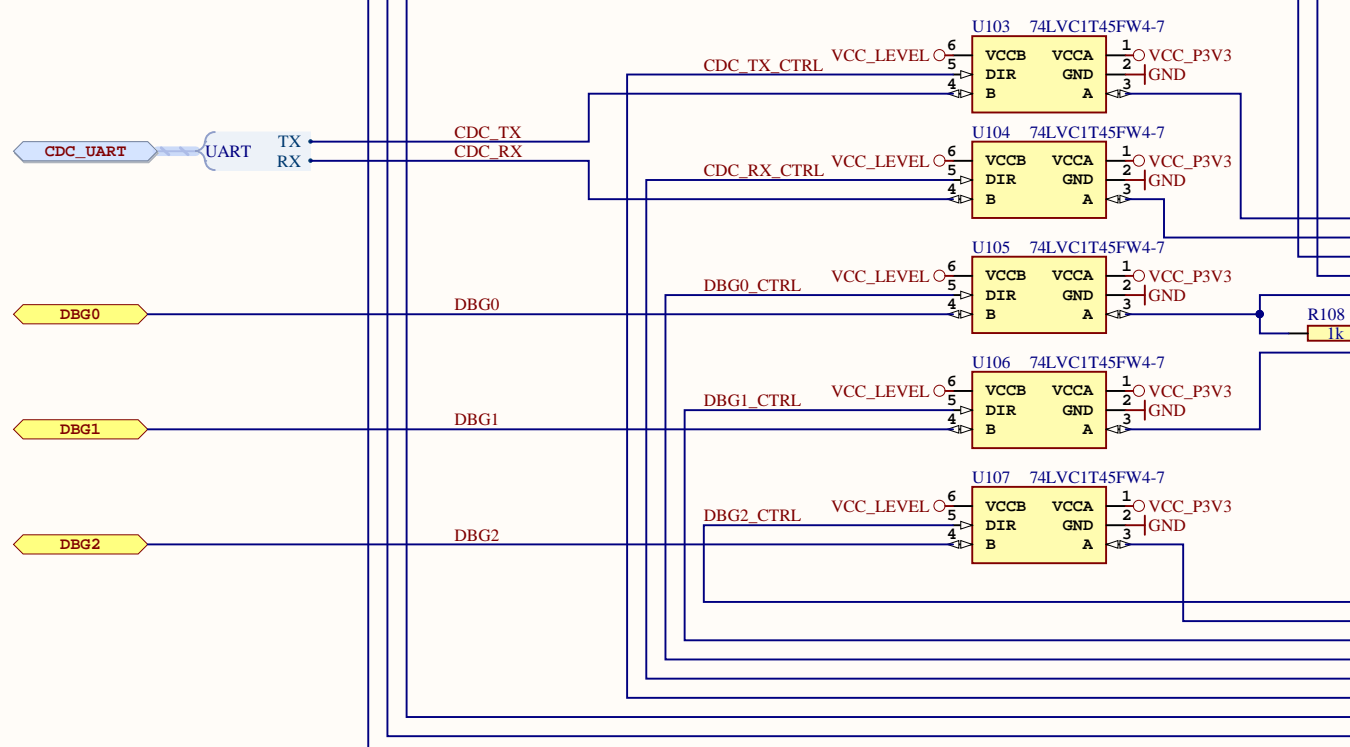 U103 74LVC1T45FW4-7
VCC_LEVEL 6 VCCB VCCA 1 VCC_P3V3
CDC_TX_CTRL 5 DIR GND 2 GND
4 B A 3
CDC_UART UART TX CDC_TX
RX CDC_RX
U104 74LVC1T45FW4-7
VCC_LEVEL 6 VCCB VCCA 1 VCC_P3V3
CDC_RX_CTRL 5 DIR GND 2 GND
4 B A 3
U105 74LVC1T45FW4-7
VCC_LEVEL 6 VCCB VCCA 1 VCC_P3V3
DBG0_CTRL 5 DIR GND 2 GND
DBG0 DBG0 4 B A 3
R108
1k
U106 74LVC1T45FW4-7
VCC_LEVEL 6 VCCB VCCA 1 VCC_P3V3
DBG1_CTRL 5 DIR GND 2 GND
DBG1 DBG1 4 B A 3
U107 74LVC1T45FW4-7
VCC_LEVEL 6 VCCB VCCA 1 VCC_P3V3
DBG2_CTRL 5 DIR GND 2 GND
DBG2 DBG2 4 B A 3